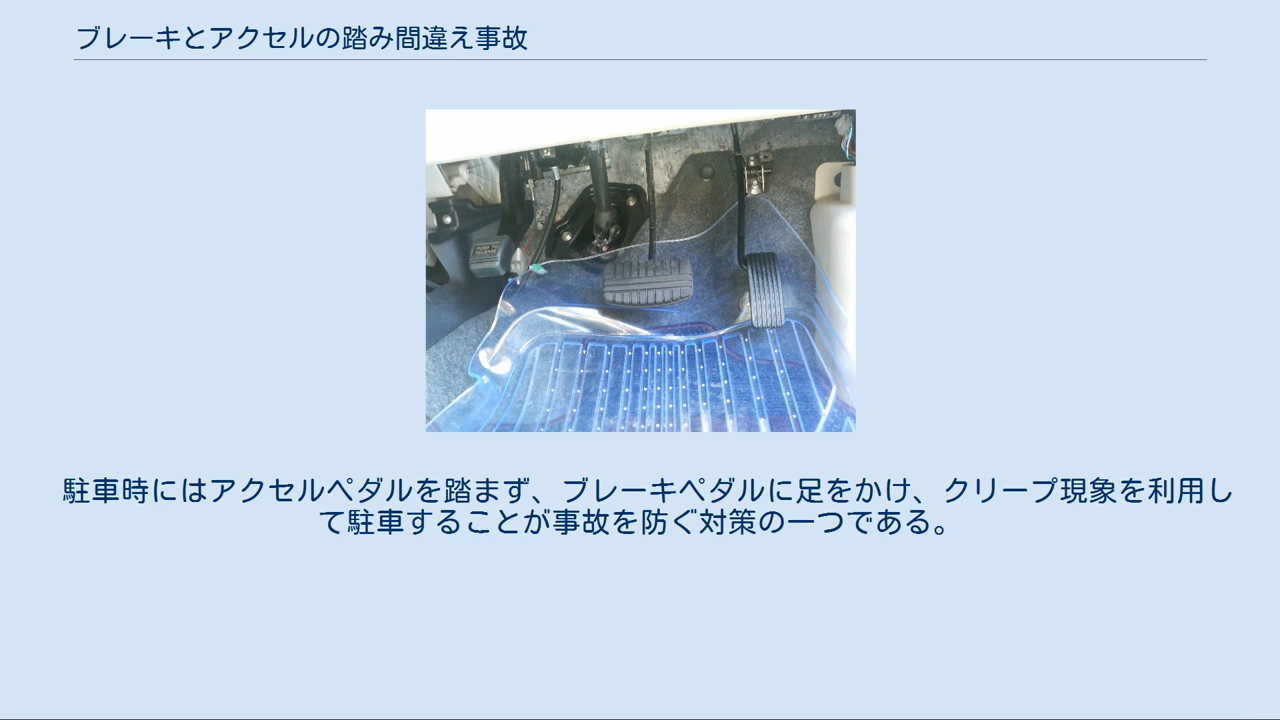 ブレーキとアクセルの踏み間違え事故
PUSH TO
RELEASE
駐車時にはアクセルペダルを踏まず、ブレーキペダルに足をかけ、クリープ現象を利用し
て駐車することが事故を防ぐ対策の一つである。